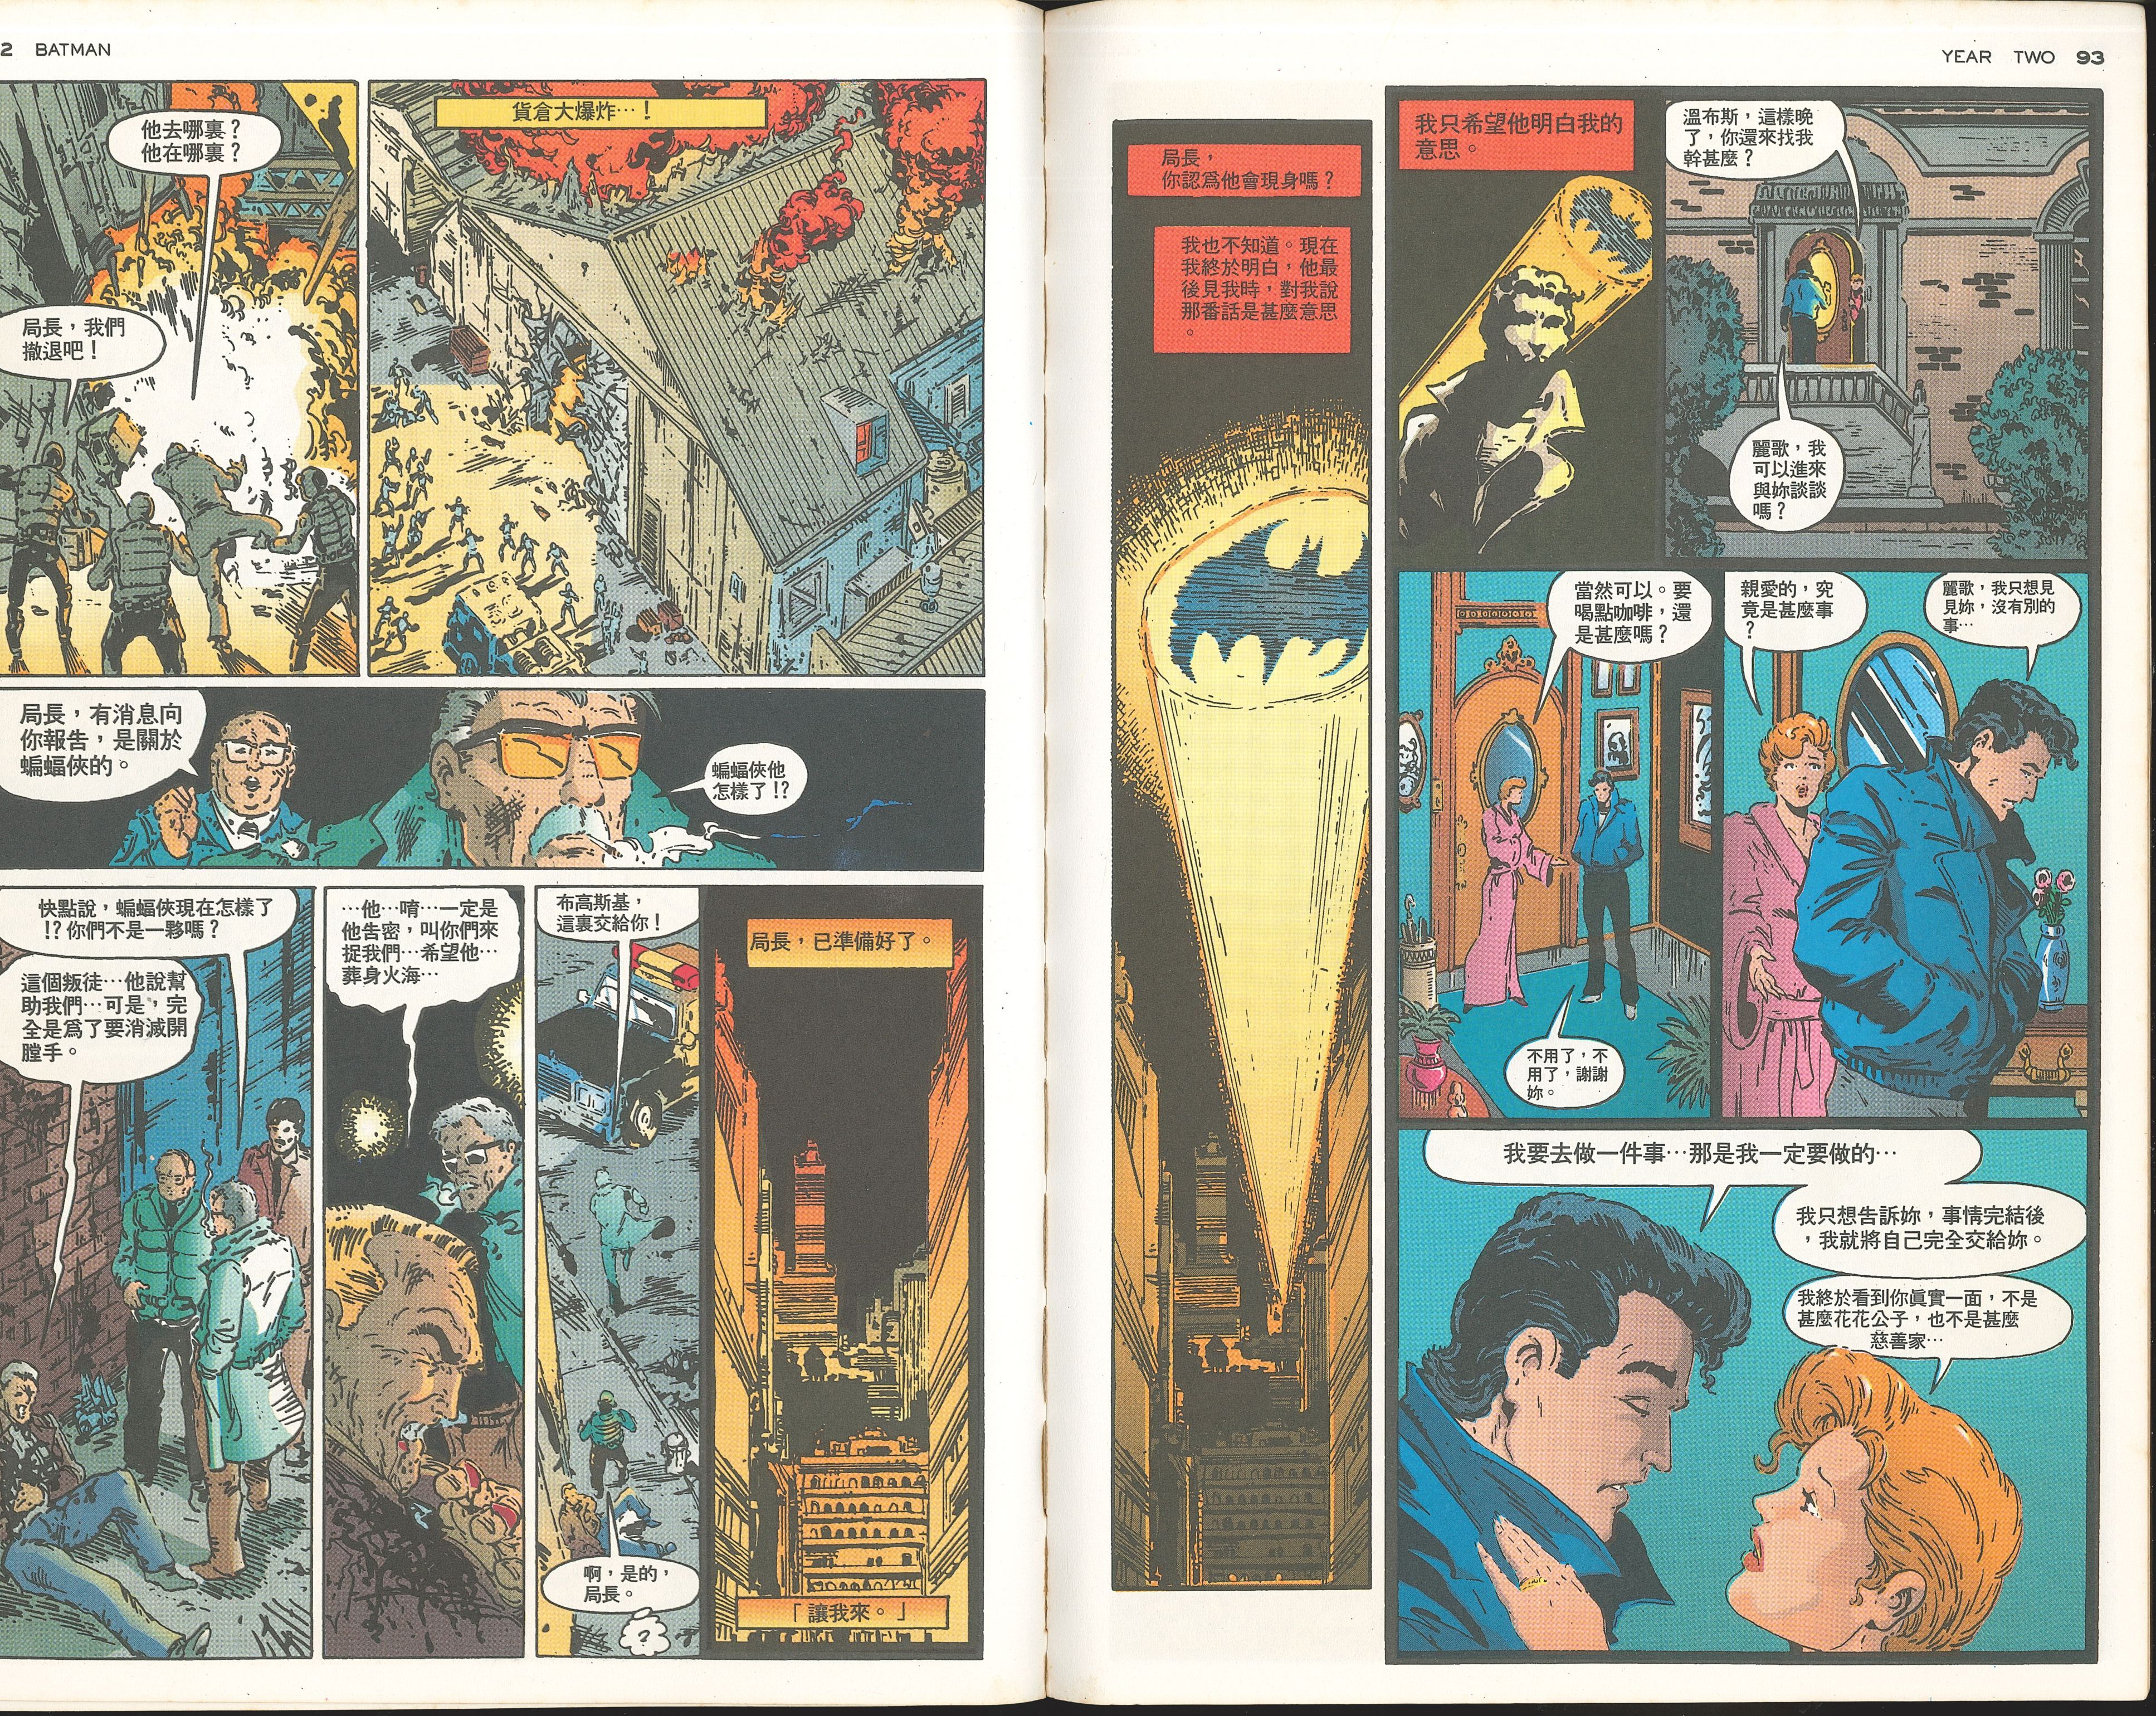 2 BATMAN
他去哪裏？
他在哪裏？
局長，我們
撤退吧！
貨倉大爆炸…！
局長，有消息向
你報告，是關於
蝙蝠俠的。
蝙蝠俠他
怎樣了！？
快點說，蝙蝠俠現在怎樣了
！？你們不是一夥嗎？
這個叛徒…他說幫
助我們…可是，完
全是爲了要消滅開
膛手。
…他…唷…一定是
他告密，叫你們來
捉我們…希望他…
葬身火海…
布高斯基，
這裏交給你！
啊，是的，
局長。
？
局長，已準備好了。
「讓我來。」
YEAR TWO 93
局長，
你認爲他會現身嗎？
我也不知道。現在
我終於明白，他最
後見我時，對我說
那番話是甚麼意思
。
我只希望他明白我的
意思。
溫布斯，這樣晚
了，你還來找我
幹甚麼？
麗歌，我
可以進來
與妳談談
嗎？
當然可以。要
喝點咖啡，還
是甚麼嗎？
不用了，不
用了，謝謝
妳。
親愛的，究
竟是甚麼事
？
麗歌，我只想見
見妳，沒有別的
事…
我要去做一件事…那是我一定要做的…
我只想告訴妳，事情完結後
，我就將自己完全交給妳。
我終於看到你眞實一面，不是
甚麼花花公子，也不是甚麼
慈善家…